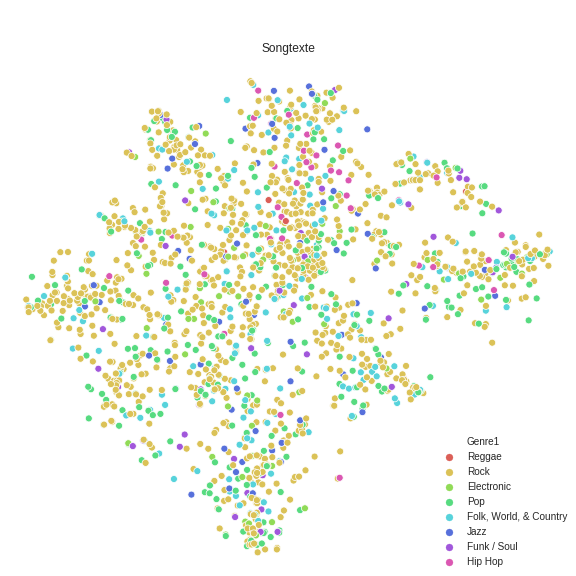 Songtexte
Genre1
Reggae
Rock
Electronic
Pop
Folk, World, & Country
Jazz
Funk / Soul
Hip Hop